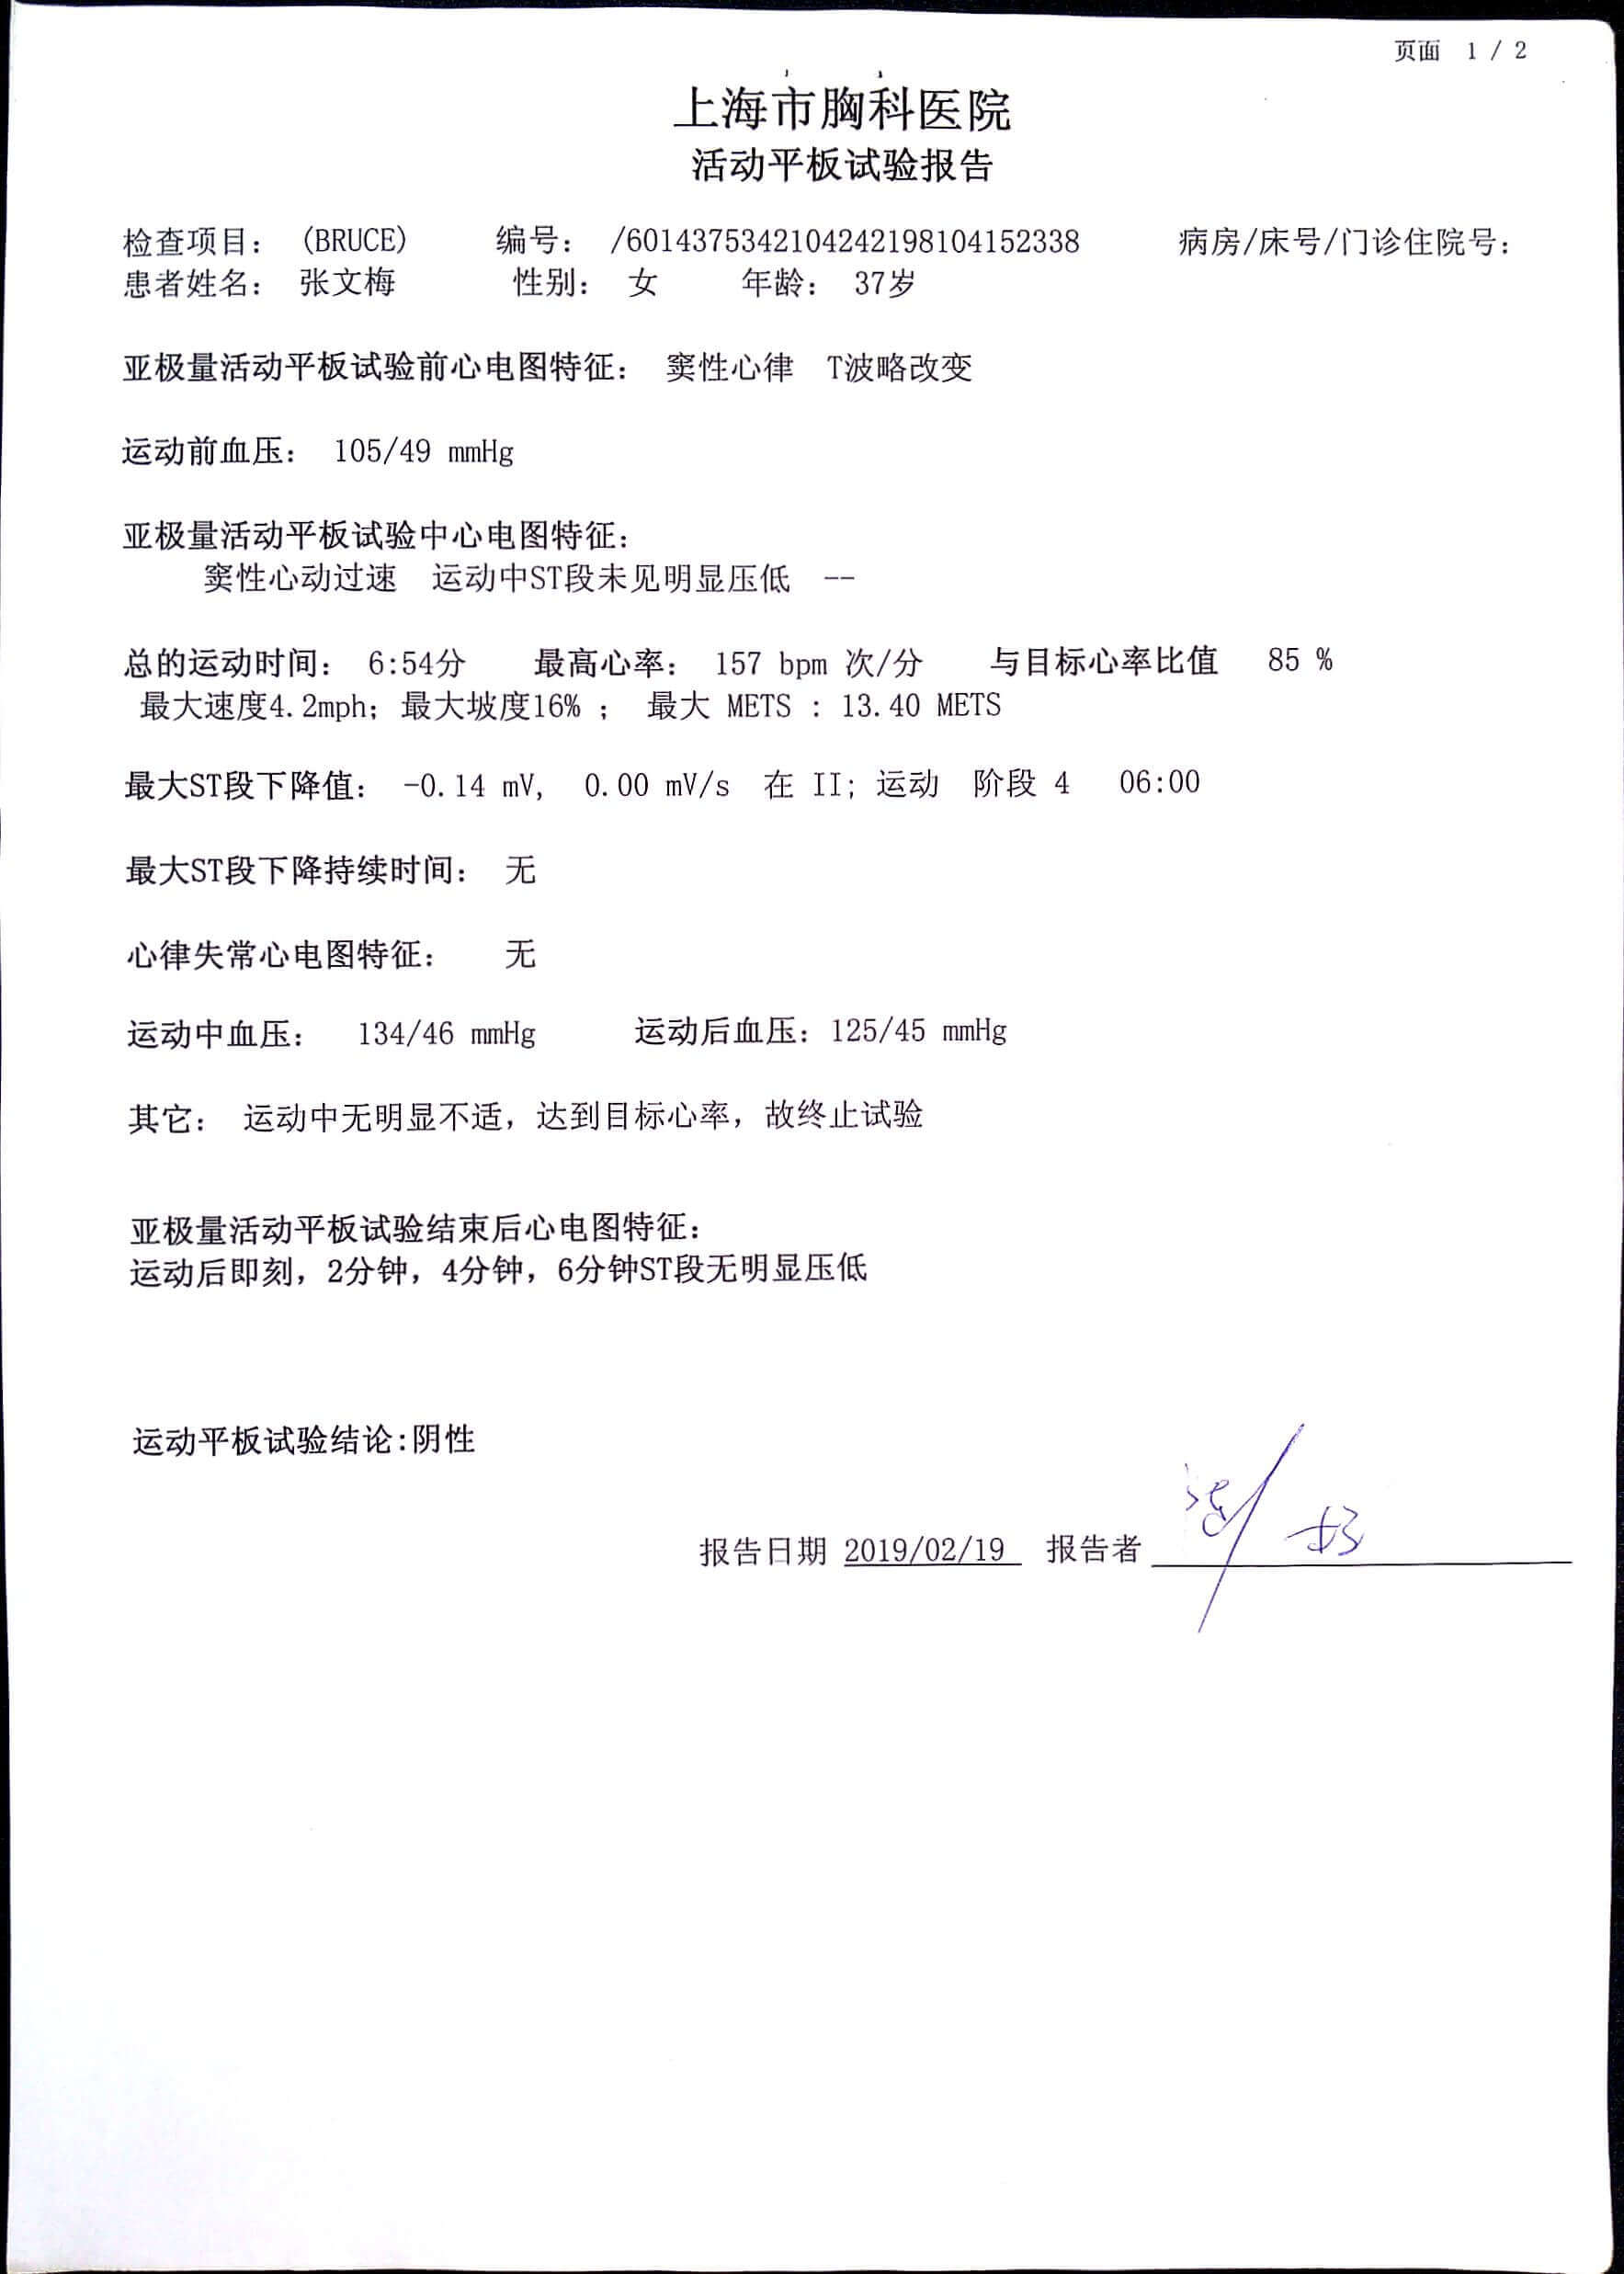 页面 1 / 2
上海市胸科医院
活动平板试验报告
检查项目： (BRUCE) 编号： /6014375342104242198104152338 病房/床号/门诊住院号：
患者姓名： 张文梅 性别： 女 年龄： 37岁
亚极量活动平板试验前心电图特征： 窦性心律 T波略改变
运动前血压： 105/49 mmHg
亚极量活动平板试验中心电图特征：
窦性心动过速 运动中ST段未见明显压低 --
总的运动时间： 6:54分 最高心率： 157 bpm 次/分 与目标心率比值 85 %
最大速度4.2mph；最大坡度16% ； 最大 METS : 13.40 METS
最大ST段下降值： -0.14 mV, 0.00 mV/s 在 II; 运动 阶段 4 06:00
最大ST段下降持续时间： 无
心律失常心电图特征： 无
运动中血压： 134/46 mmHg 运动后血压：125/45 mmHg
其它： 运动中无明显不适，达到目标心率，故终止试验
亚极量活动平板试验结束后心电图特征：
运动后即刻，2分钟，4分钟，6分钟ST段无明显压低
运动平板试验结论:阴性
报告日期 2019/02/19 报告者